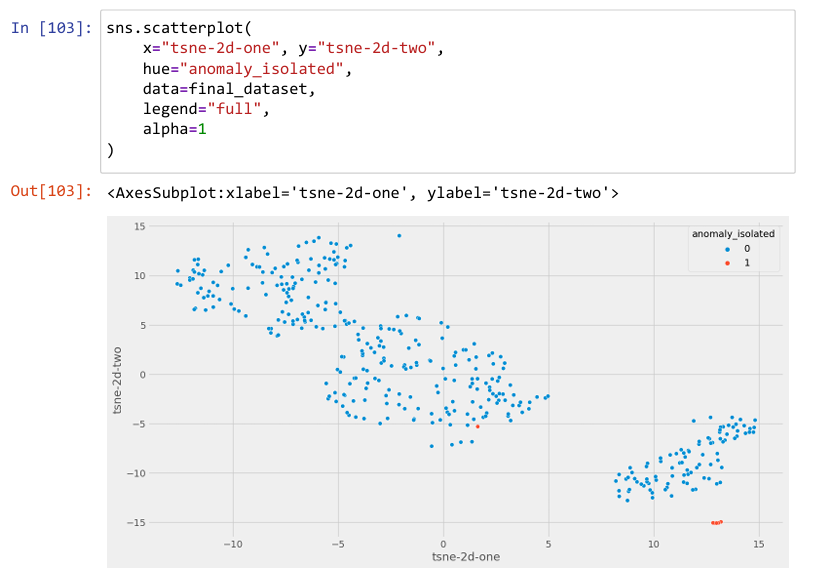 In [103]:
sns.scatterplot(
    x="tsne-2d-one", y="tsne-2d-two",
    hue="anomaly_isolated",
    data=final_dataset,
    legend="full",
    alpha=1
)
Out[103]:
<AxesSubplot:xlabel='tsne-2d-one', ylabel='tsne-2d-two'>
anomaly_isolated
0
1
15
10
5
0
−5
−10
−15
tsne-2d-two
−10
−5
0
5
10
15
tsne-2d-one